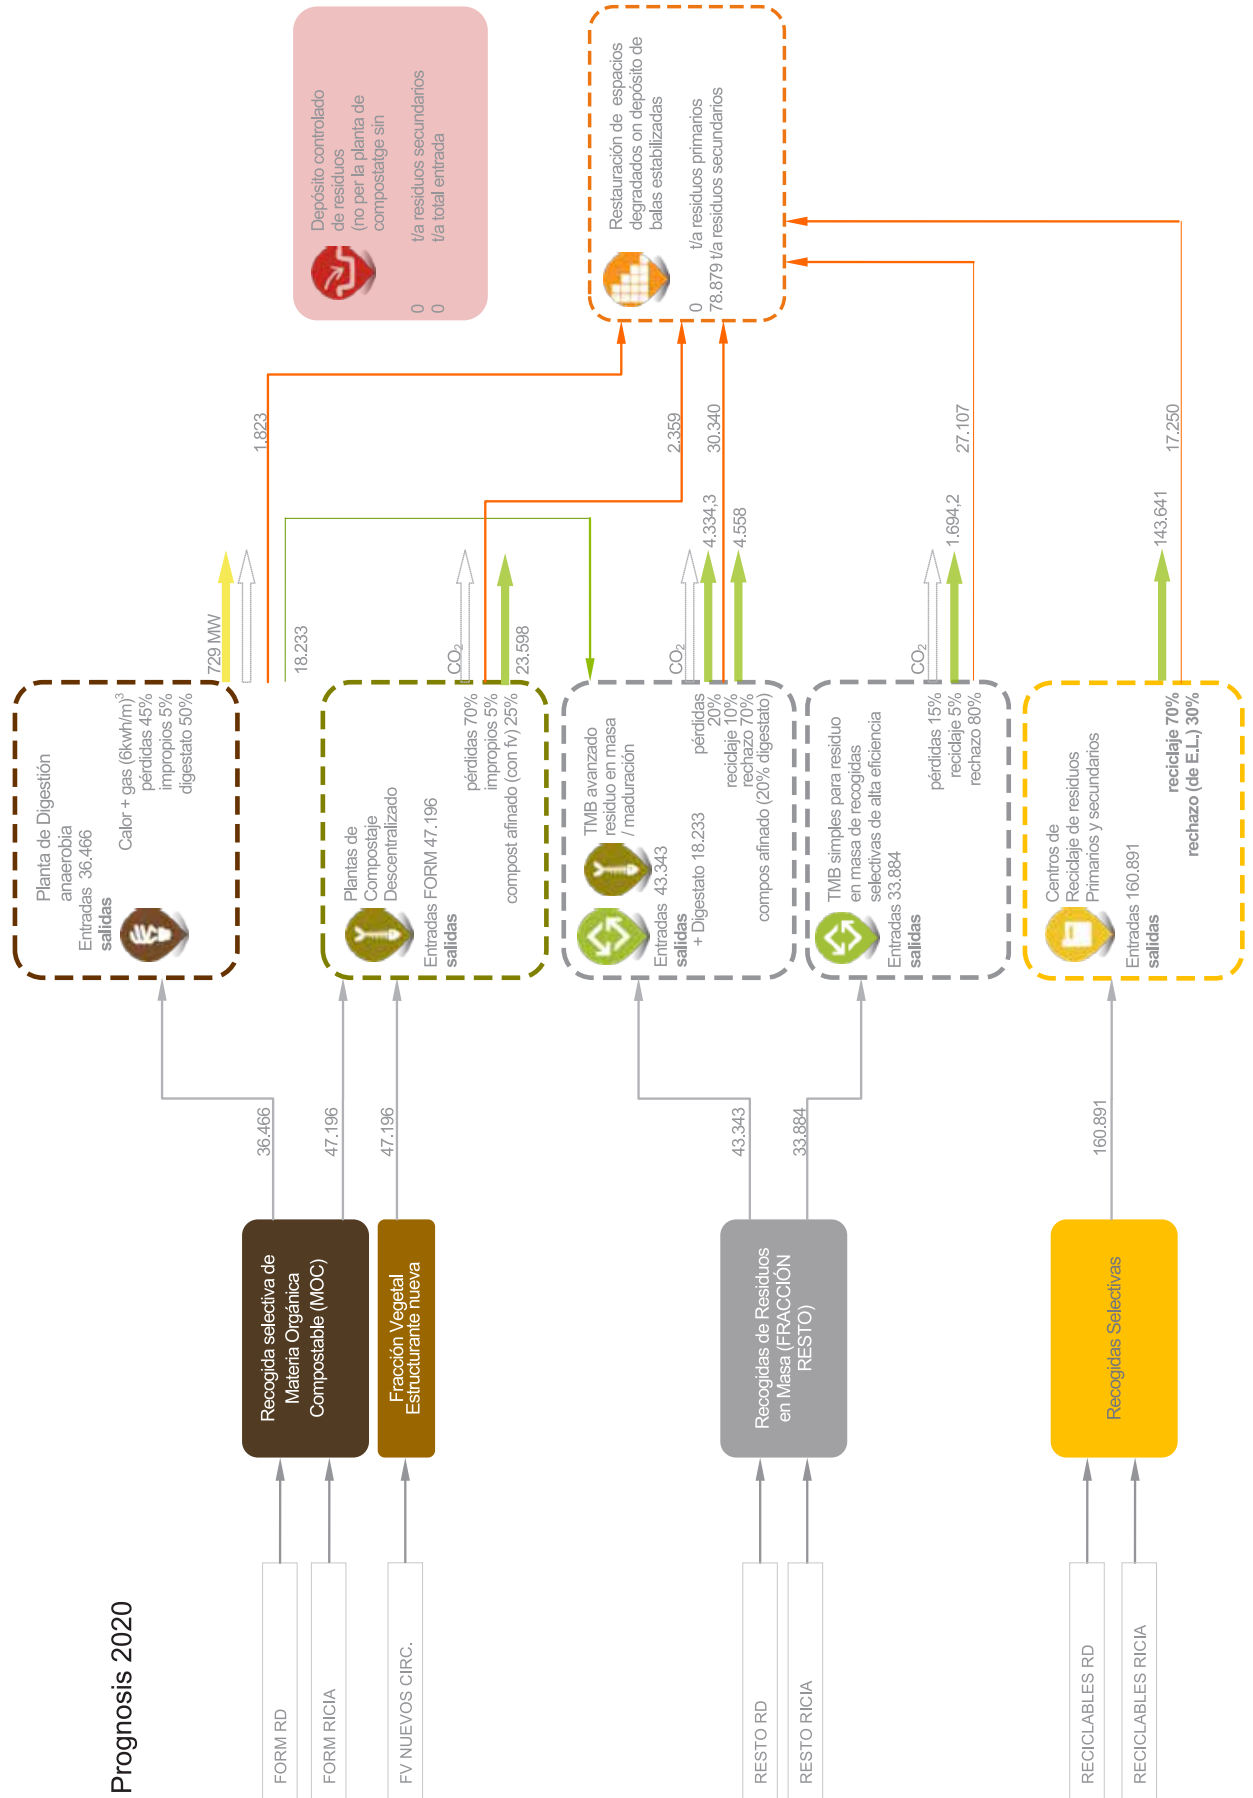 Prognosis 2020
FORM RD
FORM RICIA
FV NUEVOS CIRC.
RESTO RD
RESTO RICIA
RECICLABLES RD
RECICLABLES RICIA
Recogida selectiva de
Materia Orgánica
Compostable (MOC)
Fracción Vegetal
Estructurante nueva
Recogidas de Residuos
en Masa (FRACCIÓN
RESTO)
Recogidas Selectivas
36.466
47.196
47.196
43.343
33.884
160.891
Planta de Digestión
anaerobia
Entradas 36.466
salidas
Calor + gas (6kwh/m)3
pérdidas 45%
impropios 5%
digestato 50%
Plantas de
Compostaje
Descentralizado
Entradas FORM 47.196
salidas
pérdidas 70%
impropios 5%
compost afinado (con fv) 25%
TMB avanzado
residuo en masa
/ maduración
Entradas 43.343
salidas
+ Digestato 18.233
pérdidas
20%
reciclaje 10%
rechazo 70%
compos afinado (20% digestato)
TMB simples para residuo
en masa de recogidas
selectivas de alta eficiencia
Entradas 33.884
salidas
pérdidas 15%
reciclaje 5%
rechazo 80%
Centros de
Reciclaje de residuos
Primarios y secundarios
Entradas 160.891
salidas
reciclaje 70%
rechazo (de E.L.) 30%
729 MW
1.823
18.233
CO2
23.598
2.359
CO2
4.334,3
30.340
4.558
CO2
1.694,2
27.107
143.641
17.250
Depósito controlado
de residuos
(no per la planta de
compostatge sin
0 t/a residuos secundarios
0 t/a total entrada
Restauración de espacios
degradados on depósito de
balas estabilizadas
0 t/a residuos primarios
78.879 t/a residuos secundarios